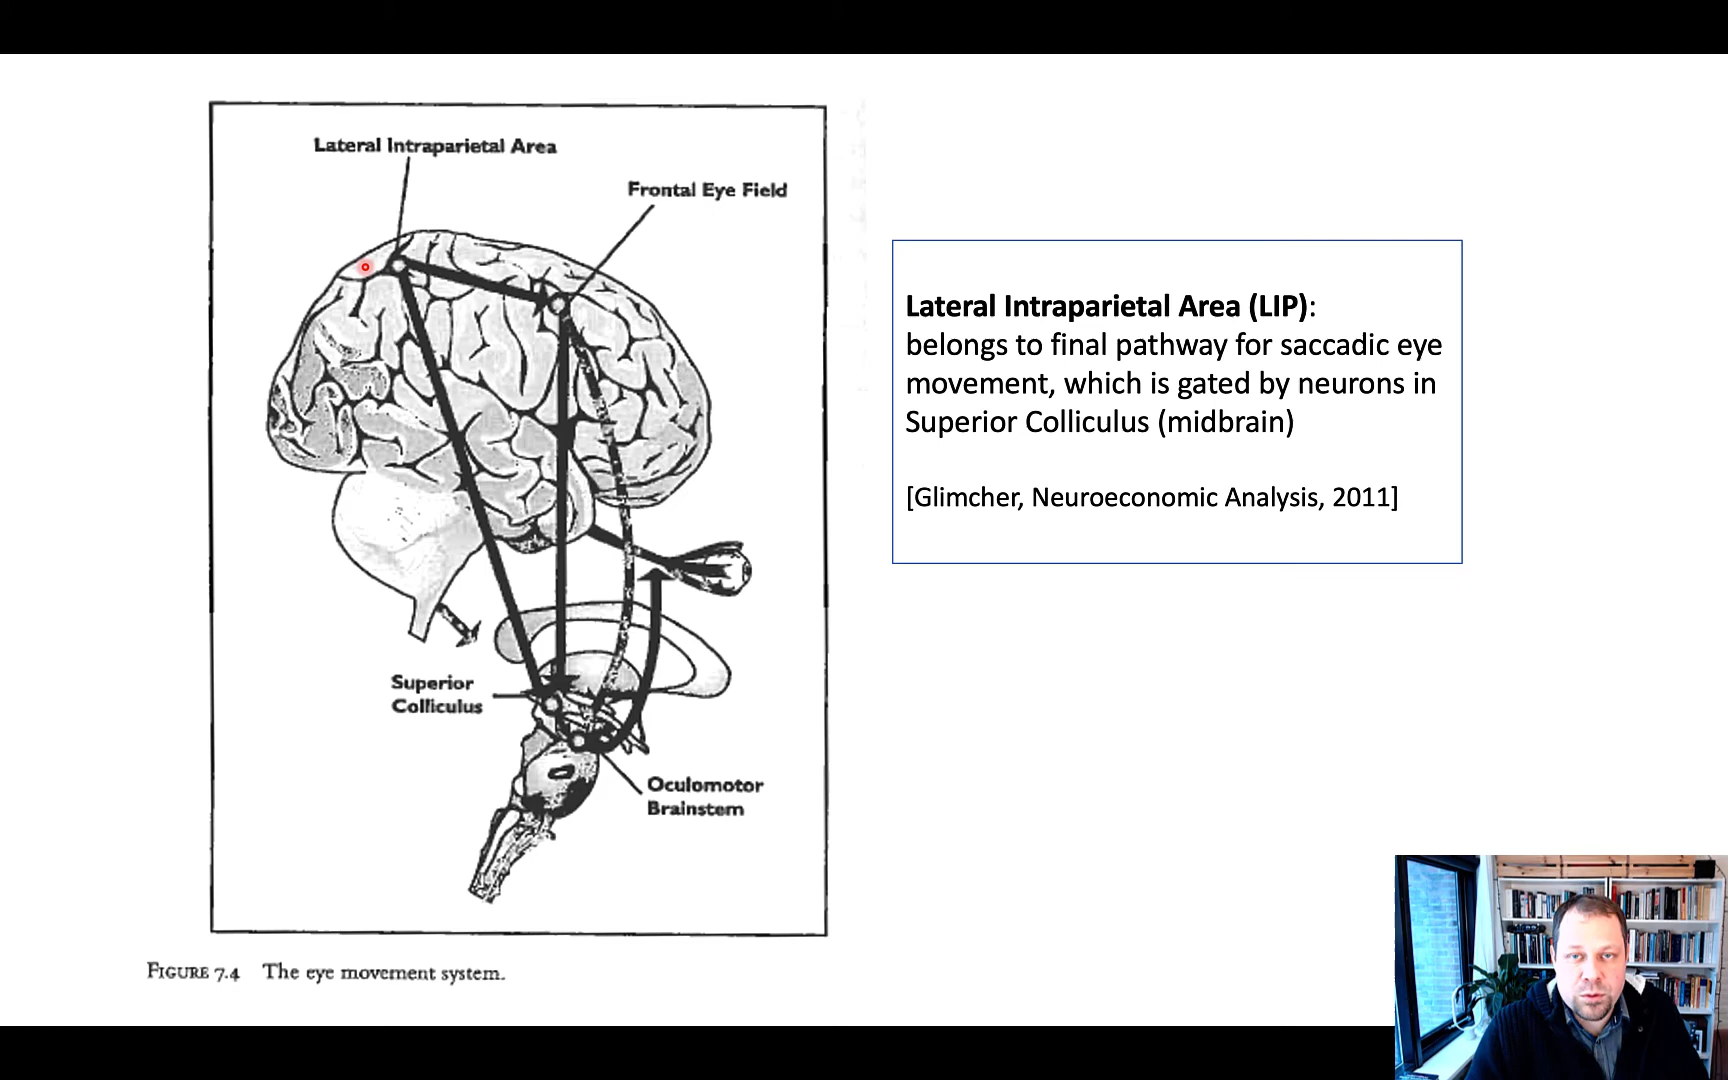 Lateral Intraparietal Area
Frontal Eye Field
Superior
Colliculus
Oculomotor
Brainstem
FIGURE 7.4 The eye movement system.
Lateral Intraparietal Area (LIP):
belongs to final pathway for saccadic eye
movement, which is gated by neurons in
Superior Colliculus (midbrain)
[Glimcher, Neuroeconomic Analysis, 2011]